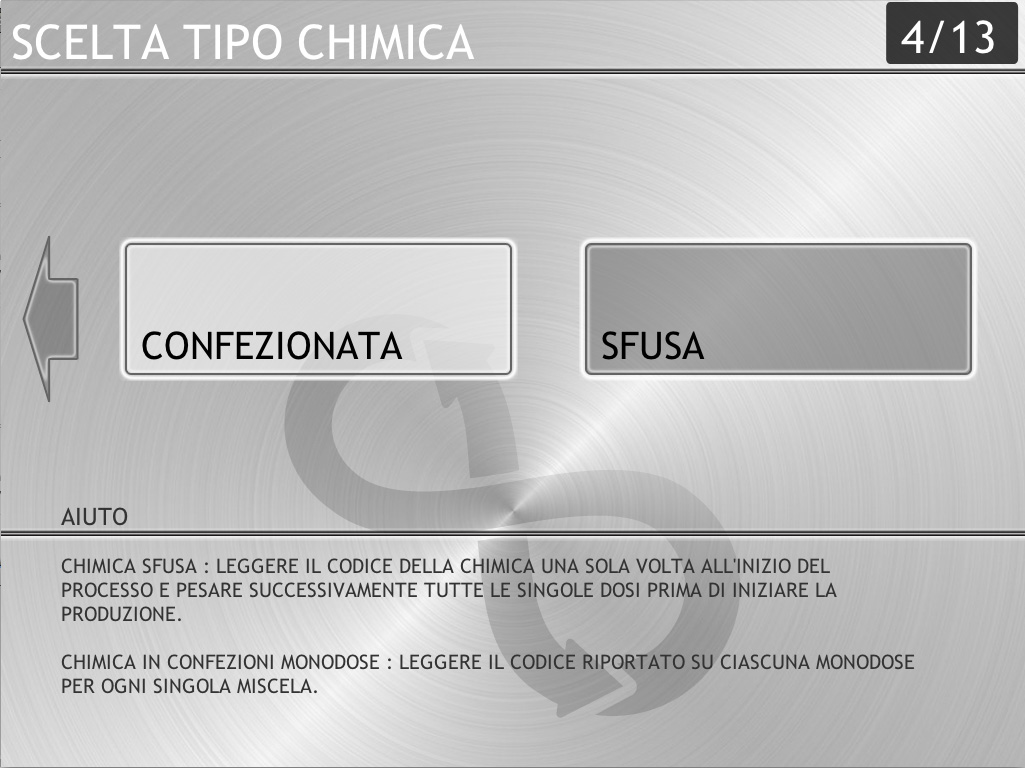 SCELTA TIPO CHIMICA
4/13
CONFEZIONATA
SFUSA
AIUTO
CHIMICA SFUSA : LEGGERE IL CODICE DELLA CHIMICA UNA SOLA VOLTA ALL'INIZIO DEL
PROCESSO E PESARE SUCCESSIVAMENTE TUTTE LE SINGOLE DOSI PRIMA DI INIZIARE LA
PRODUZIONE.
CHIMICA IN CONFEZIONI MONODOSE : LEGGERE IL CODICE RIPORTATO SU CIASCUNA MONODOSE
PER OGNI SINGOLA MISCELA.